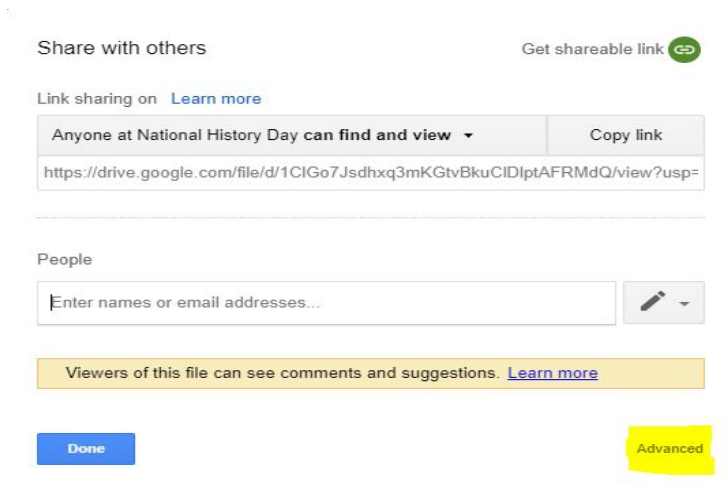 Share with others
Get shareable link
Link sharing on Learn more
Anyone at National History Day can find and view
Copy link
https://drive.google.com/file/d/1CIGo7Jsdhxq3mKGtvBkuCIDIptAFRMdQ/view?usp=
People
Enter names or email addresses...
Viewers of this file can see comments and suggestions. Learn more
Done
Advanced